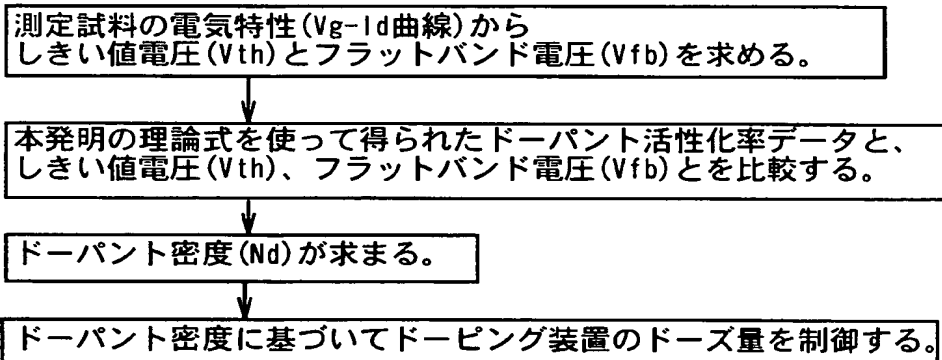 測定試料の電気特性(Vg-Id曲線)から
しきい値電圧(Vth)とフラットバンド電圧(Vfb)を求める。
本発明の理論式を使って得られたドーパント活性化率データと、
しきい値電圧(Vth)、フラットバンド電圧(Vfb)とを比較する。
ドーパント密度(Nd)が求まる。
ドーパント密度に基づいてドーピング装置のドーズ量を制御する。